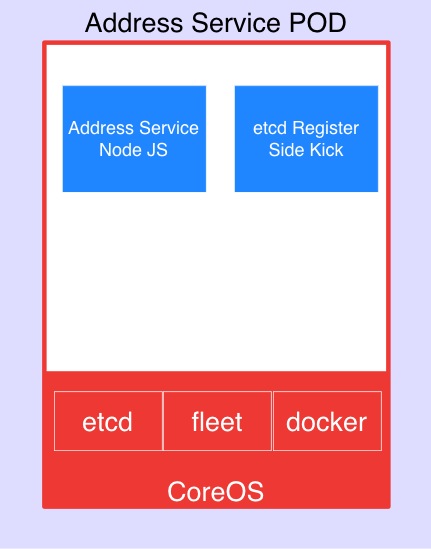 Address Service POD
Address Service
Node JS
etcd Register
Side Kick
etcd
fleet
docker
CoreOS